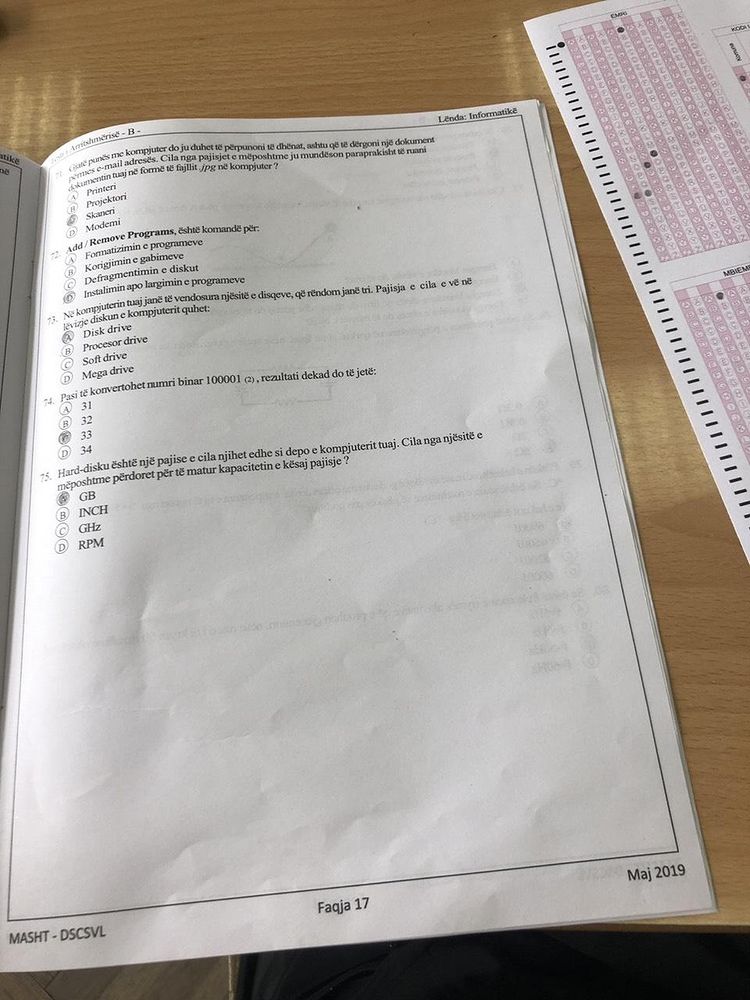 Arritshmërisë - B -
Lënda: Informatikë
71. Gjatë punës me kompjuter do ju duhet të përpunoni të dhënat, ashtu që të dërgoni një dokument
përmes e-mail adresës. Cila nga pajisjet e mëposhtme ju mundëson paraprakisht të ruani
dokumentin tuaj në formë të fajllit .jpg në kompjuter ?
A Printeri
B Projektori
Skaneri
D Modemi
72. Add / Remove Programs, është komandë për:
A Formatizimin e programeve
B Korigjimin e gabimeve
C Defragmentimin e diskut
D Instalimin apo largimin e programeve
73. Në kompjuterin tuaj janë të vendosura njësitë e disqeve, që rëndom janë tri. Pajisja e cila e vë në
lëvizje diskun e kompjuterit quhet:
A Disk drive
B Procesor drive
C Soft drive
D Mega drive
74. Pasi të konvertohet numri binar 100001 (2) , rezultati dekad do të jetë:
A 31
B 32
C 33
D 34
75. Hard-disku është një pajise e cila njihet edhe si depo e kompjuterit tuaj. Cila nga njësitë e
mëposhtme përdoret për të matur kapacitetin e kësaj pajisje ?
A GB
B INCH
C GHz
D RPM
MASHT - DSCSVL
Faqja 17
Maj 2019
EMRI
Komuna